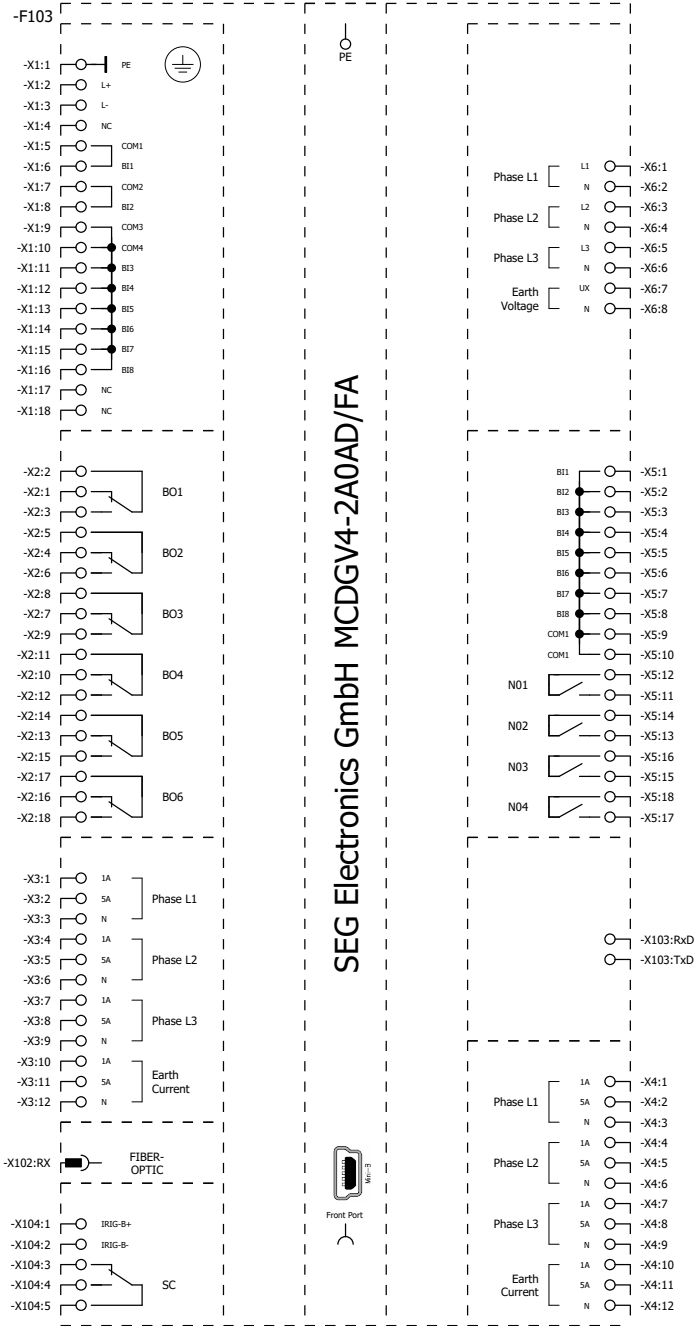 -F103
-X1:1 PE
-X1:2 L+
-X1:3 L-
-X1:4 NC
-X1:5 COM1
-X1:6 BI1
-X1:7 COM2
-X1:8 BI2
-X1:9 COM3
-X1:10 COM4
-X1:11 BI3
-X1:12 BI4
-X1:13 BI5
-X1:14 BI6
-X1:15 BI7
-X1:16 BI8
-X1:17 NC
-X1:18 NC
-X2:2
-X2:1 BO1
-X2:3
-X2:5
-X2:4 BO2
-X2:6
-X2:8
-X2:7 BO3
-X2:9
-X2:11
-X2:10 BO4
-X2:12
-X2:14
-X2:13 BO5
-X2:15
-X2:17
-X2:16 BO6
-X2:18
-X3:1 1A
-X3:2 5A Phase L1
-X3:3 N
-X3:4 1A
-X3:5 5A Phase L2
-X3:6 N
-X3:7 1A
-X3:8 5A Phase L3
-X3:9 N
-X3:10 1A
-X3:11 5A Earth
Current
-X3:12 N
-X102:RX FIBER-
OPTIC
-X104:1 IRIG-B+
-X104:2 IRIG-B-
-X104:3
-X104:4 SC
-X104:5
PE
SEG Electronics GmbH MCDGV4-2A0AD/FA
Mini-B
Front Port
Phase L1
L1 -X6:1
N -X6:2
Phase L2
L2 -X6:3
N -X6:4
Phase L3
L3 -X6:5
N -X6:6
Earth
Voltage
UX -X6:7
N -X6:8
BI1 -X5:1
BI2 -X5:2
BI3 -X5:3
BI4 -X5:4
BI5 -X5:5
BI6 -X5:6
BI7 -X5:7
BI8 -X5:8
COM1 -X5:9
COM1 -X5:10
N01
-X5:12
-X5:11
N02
-X5:14
-X5:13
N03
-X5:16
-X5:15
N04
-X5:18
-X5:17
-X103:RxD
-X103:TxD
1A -X4:1
Phase L1 5A -X4:2
N -X4:3
1A -X4:4
Phase L2 5A -X4:5
N -X4:6
1A -X4:7
Phase L3 5A -X4:8
N -X4:9
1A -X4:10
Earth
Current
5A -X4:11
N -X4:12